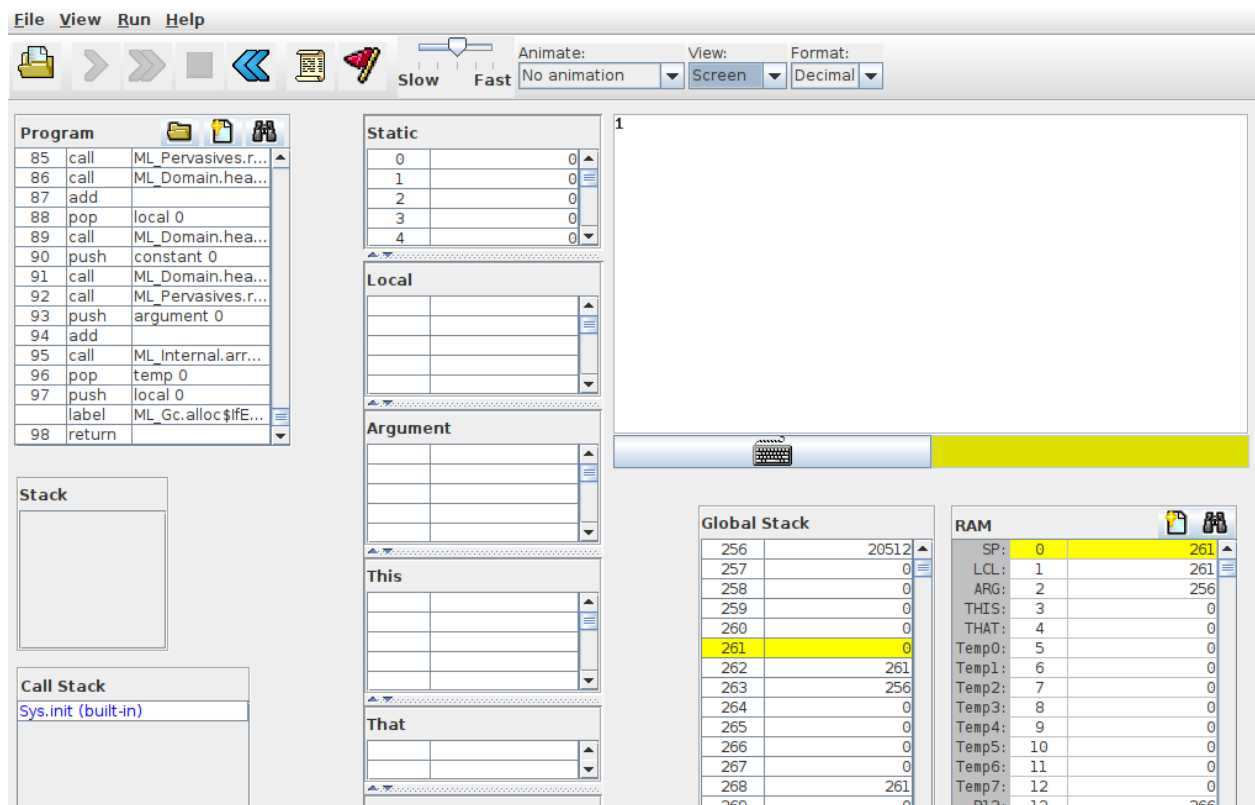 File View Run Help
Slow Fast
Animate:
No animation
View:
Screen
Format:
Decimal
Program
85 call ML_Pervasives.r...
86 call ML_Domain.hea...
87 add
88 pop local 0
89 call ML_Domain.hea...
90 push constant 0
91 call ML_Domain.hea...
92 call ML_Pervasives.r...
93 push argument 0
94 add
95 call ML_Internal.arr...
96 pop temp 0
97 push local 0
label ML_Gc.alloc$IfE...
98 return
Stack
Call Stack
Sys.init (built-in)
Static
0 0
1 0
2 0
3 0
4 0
Local
Argument
This
That
1
Global Stack
256 20512
257 0
258 0
259 0
260 0
261 0
262 261
263 256
264 0
265 0
266 0
267 0
268 261
RAM
SP: 0 261
LCL: 1 261
ARG: 2 256
THIS: 3 0
THAT: 4 0
Temp0: 5 0
Temp1: 6 0
Temp2: 7 0
Temp3: 8 0
Temp4: 9 0
Temp5: 10 0
Temp6: 11 0
Temp7: 12 0